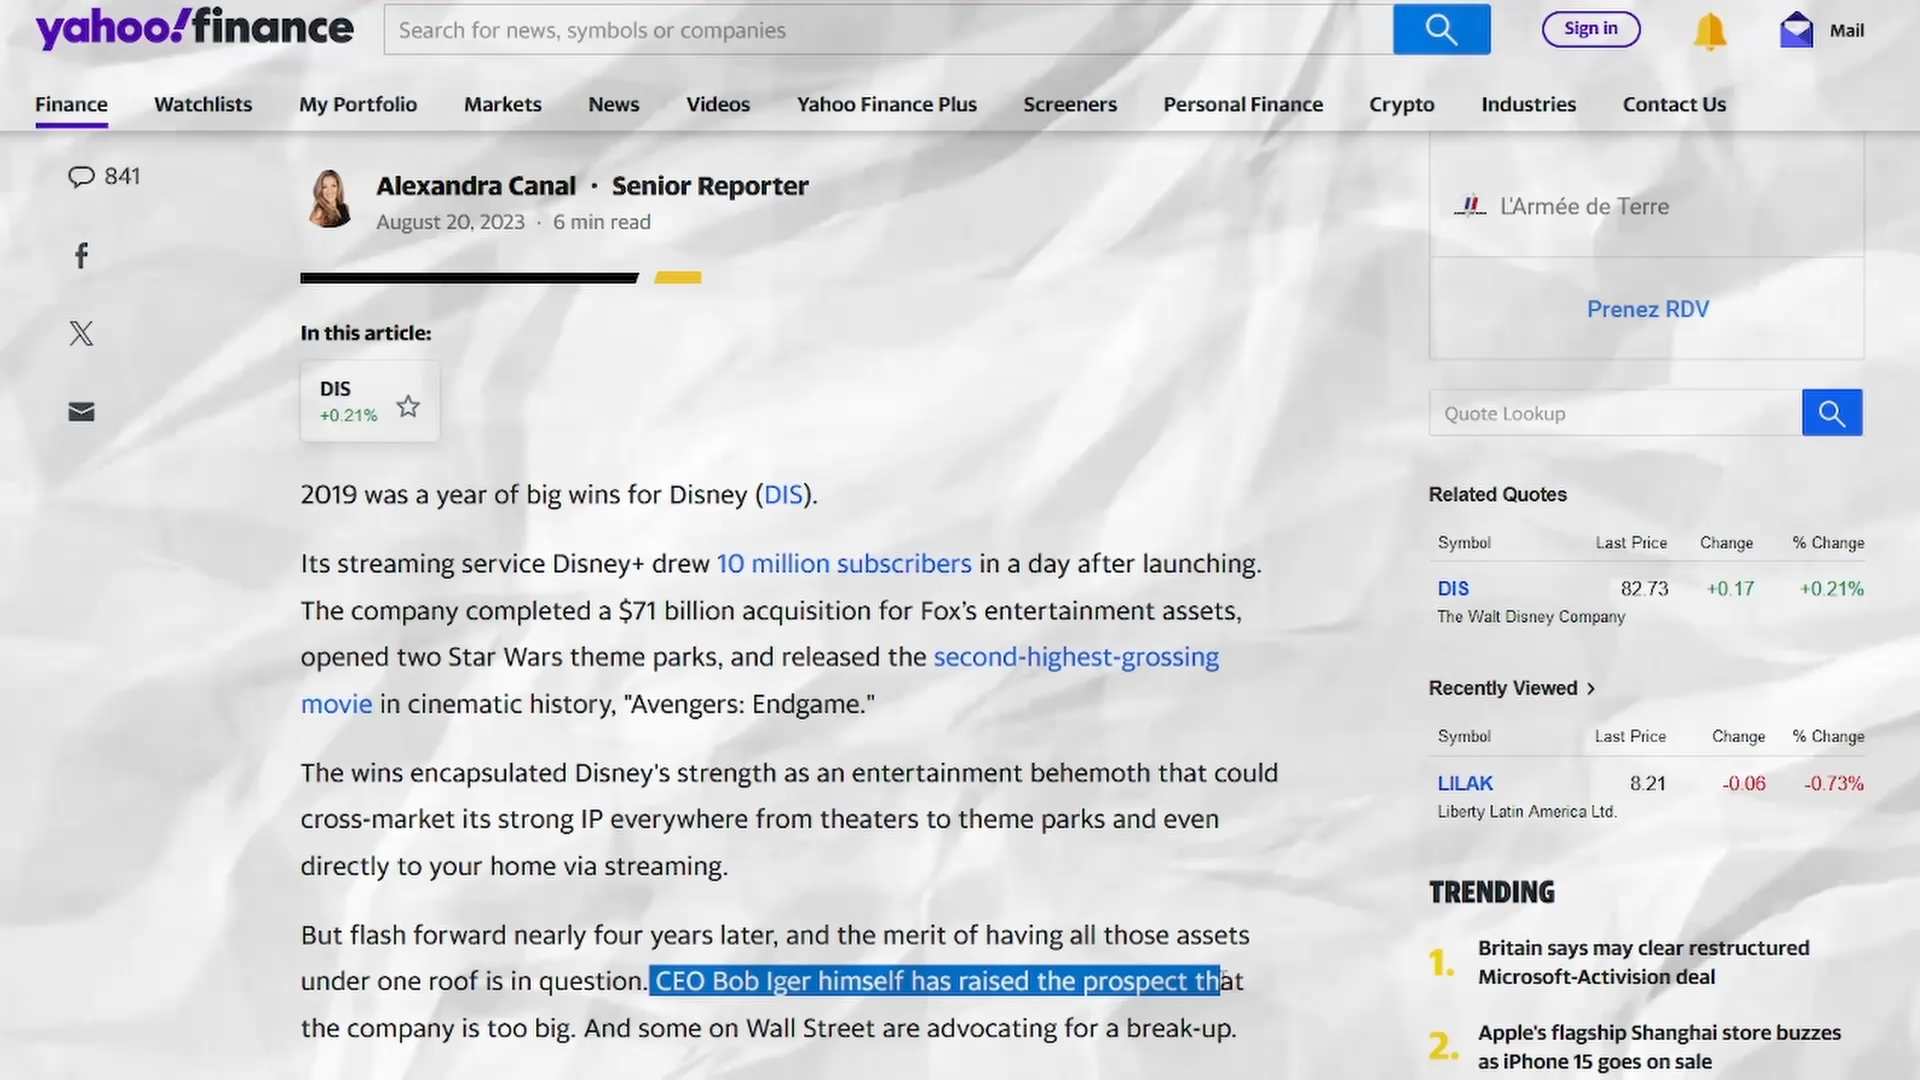 yahoo!finance
Search for news, symbols or companies
Sign in
Mail
Finance Watchlists My Portfolio Markets News Videos Yahoo Finance Plus Screeners Personal Finance Crypto Industries Contact Us
841
Alexandra Canal · Senior Reporter
August 20, 2023 · 6 min read
In this article:
DIS
+0.21%
2019 was a year of big wins for Disney (DIS).
Its streaming service Disney+ drew 10 million subscribers in a day after launching.
The company completed a $71 billion acquisition for Fox’s entertainment assets,
opened two Star Wars theme parks, and released the second-highest-grossing
movie in cinematic history, "Avengers: Endgame."
The wins encapsulated Disney's strength as an entertainment behemoth that could
cross-market its strong IP everywhere from theaters to theme parks and even
directly to your home via streaming.
But flash forward nearly four years later, and the merit of having all those assets
under one roof is in question. CEO Bob Iger himself has raised the prospect that
the company is too big. And some on Wall Street are advocating for a break-up.
L'Armée de Terre
Prenez RDV
Quote Lookup
Related Quotes
Symbol Last Price Change % Change
DIS 82.73 +0.17 +0.21%
The Walt Disney Company
Recently Viewed >
Symbol Last Price Change % Change
LILAK 8.21 -0.06 -0.73%
Liberty Latin America Ltd.
TRENDING
1. Britain says may clear restructured
Microsoft-Activision deal
2. Apple's flagship Shanghai store buzzes
as iPhone 15 goes on sale